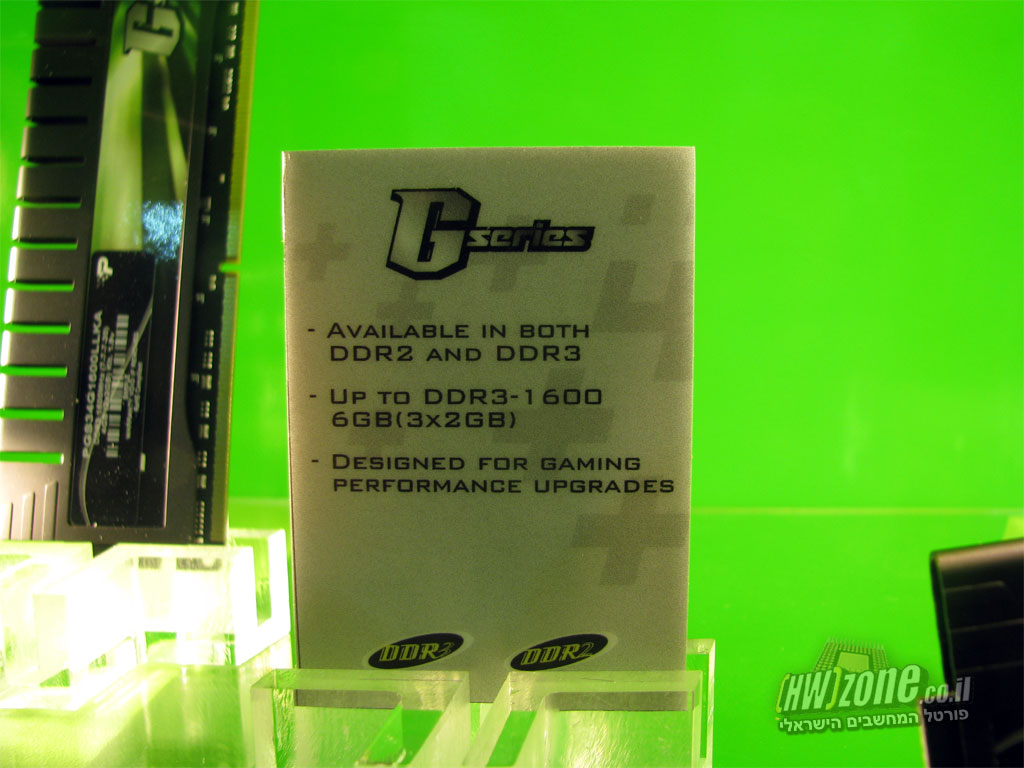 G series
- AVAILABLE IN BOTH
DDR2 AND DDR3
- UP TO DDR3-1600
6GB(3x2GB)
- DESIGNED FOR GAMING
PERFORMANCE UPGRADES
DDR3
DDR2
G
P
PGS34G1600LLKA
(HW)zone.co.il
פורטל המחשבים הישראלי